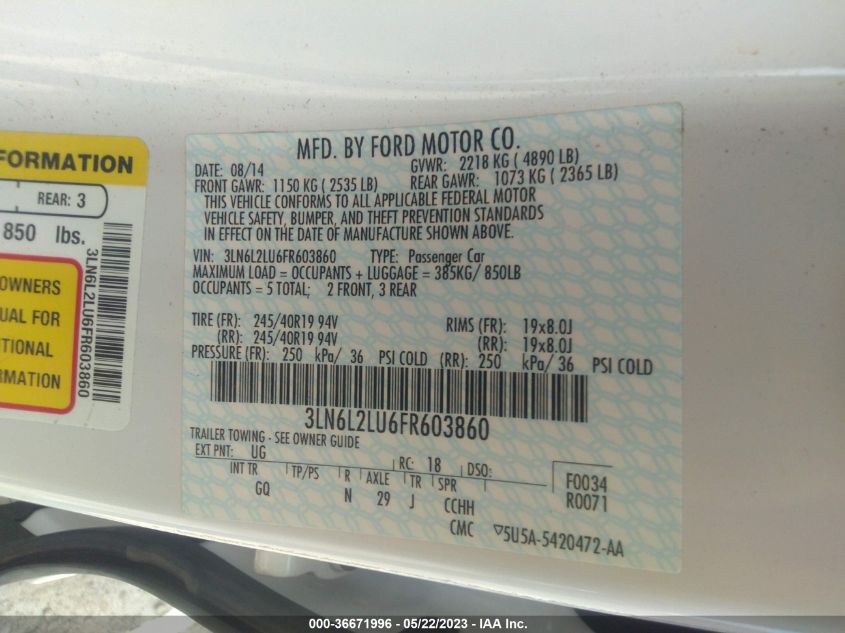 FORMATION
REAR: 3
850 lbs.
OWNERS
UAL FOR
ITIONAL
RMATION
3LN6L2LU6FR603860
MFD. BY FORD MOTOR CO.
DATE: 08/14 GVWR: 2218 KG ( 4890 LB)
FRONT GAWR: 1150 KG ( 2535 LB) REAR GAWR: 1073 KG ( 2365 LB)
THIS VEHICLE CONFORMS TO ALL APPLICABLE FEDERAL MOTOR
VEHICLE SAFETY, BUMPER, AND THEFT PREVENTION STANDARDS
IN EFFECT ON THE DATE OF MANUFACTURE SHOWN ABOVE.
VIN: 3LN6L2LU6FR603860 TYPE: Passenger Car
MAXIMUM LOAD = OCCUPANTS + LUGGAGE = 385KG/ 850LB
OCCUPANTS = 5 TOTAL; 2 FRONT, 3 REAR
TIRE (FR): 245/40R19 94V RIMS (FR): 19x8.0J
(RR): 245/40R19 94V (RR): 19x8.0J
PRESSURE (FR): 250 kPa/ 36 PSI COLD (RR): 250 kPa/ 36 PSI COLD
3LN6L2LU6FR603860
TRAILER TOWING - SEE OWNER GUIDE
EXT PNT: UG RC: 18 DSO:
INT TR TP/PS R AXLE TR SPR F0034
GQ N 29 J CCHH R0071
CMC ▽5U5A-5420472-AA
000-36671996 - 05/22/2023 - IAA Inc.